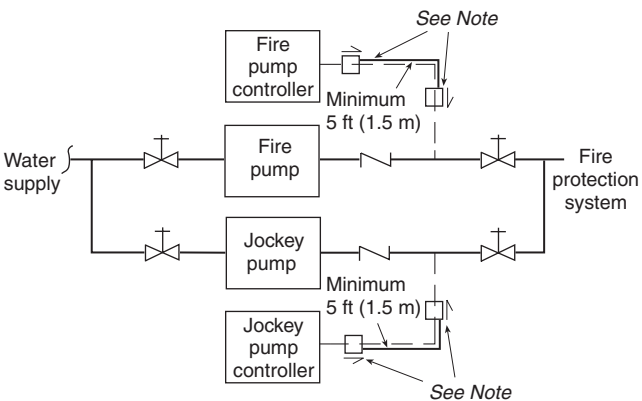 See Note
Fire
pump
controller
Minimum
5 ft (1.5 m)
Water
supply
Fire
pump
Fire
protection
system
Jockey
pump
Minimum
5 ft (1.5 m)
Jockey
pump
controller
See Note